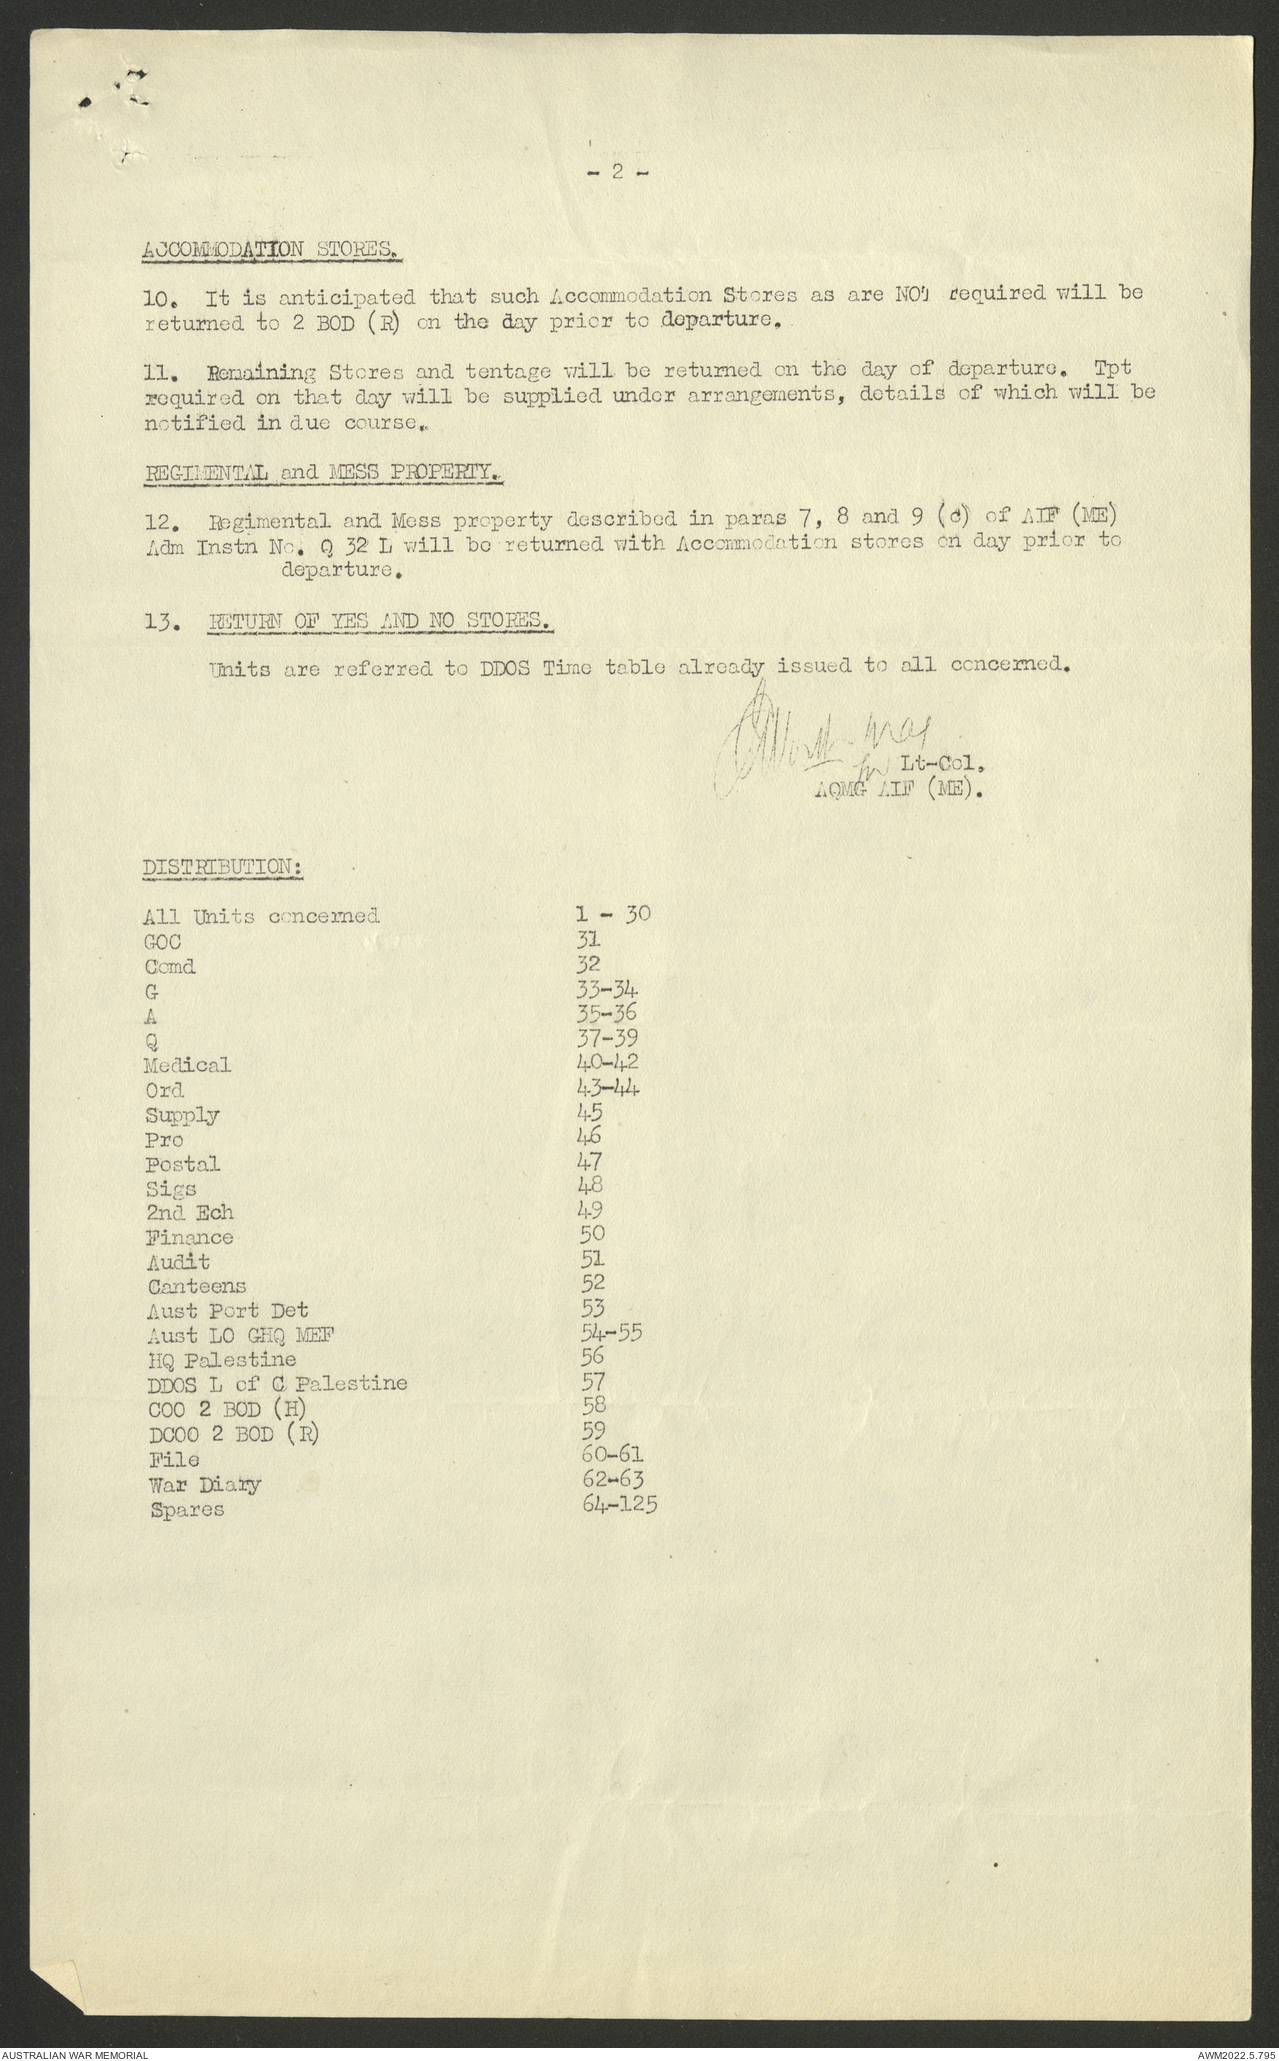 - 2 -
ACCOMMODATION STORES.
10. It is anticipated that such Accommodation Stores as are NOT required will be
returned to 2 BOD (R) on the day prior to departure.
11. Remaining Stores and tentage will be returned on the day of departure. Tpt
required on that day will be supplied under arrangements, details of which will be
notified in due course.
REGIMENTAL and MESS PROPERTY.
12. Regimental and Mess property described in paras 7, 8 and 9 (d) of AIF (ME)
Adm Instn No. Q 32 L will be returned with Accommodation stores on day prior to
departure.
13. RETURN OF YES AND NO STORES.
Units are referred to DDOS Time table already issued to all concerned.
Maj
for Lt-Col.
AQMG AIF (ME).
DISTRIBUTION:
All Units concerned 1 - 30
GOC 31
Comd 32
G 33-34
A 35-36
Q 37-39
Medical 40-42
Ord 43-44
Supply 45
Pro 46
Postal 47
Sigs 48
2nd Ech 49
Finance 50
Audit 51
Canteens 52
Aust Port Det 53
Aust LO GHQ MEF 54-55
HQ Palestine 56
DDOS L of C Palestine 57
COO 2 BOD (H) 58
DCOO 2 BOD (R) 59
File 60-61
War Diary 62-63
Spares 64-125
AUSTRALIAN WAR MEMORIAL AWM2022.5.795